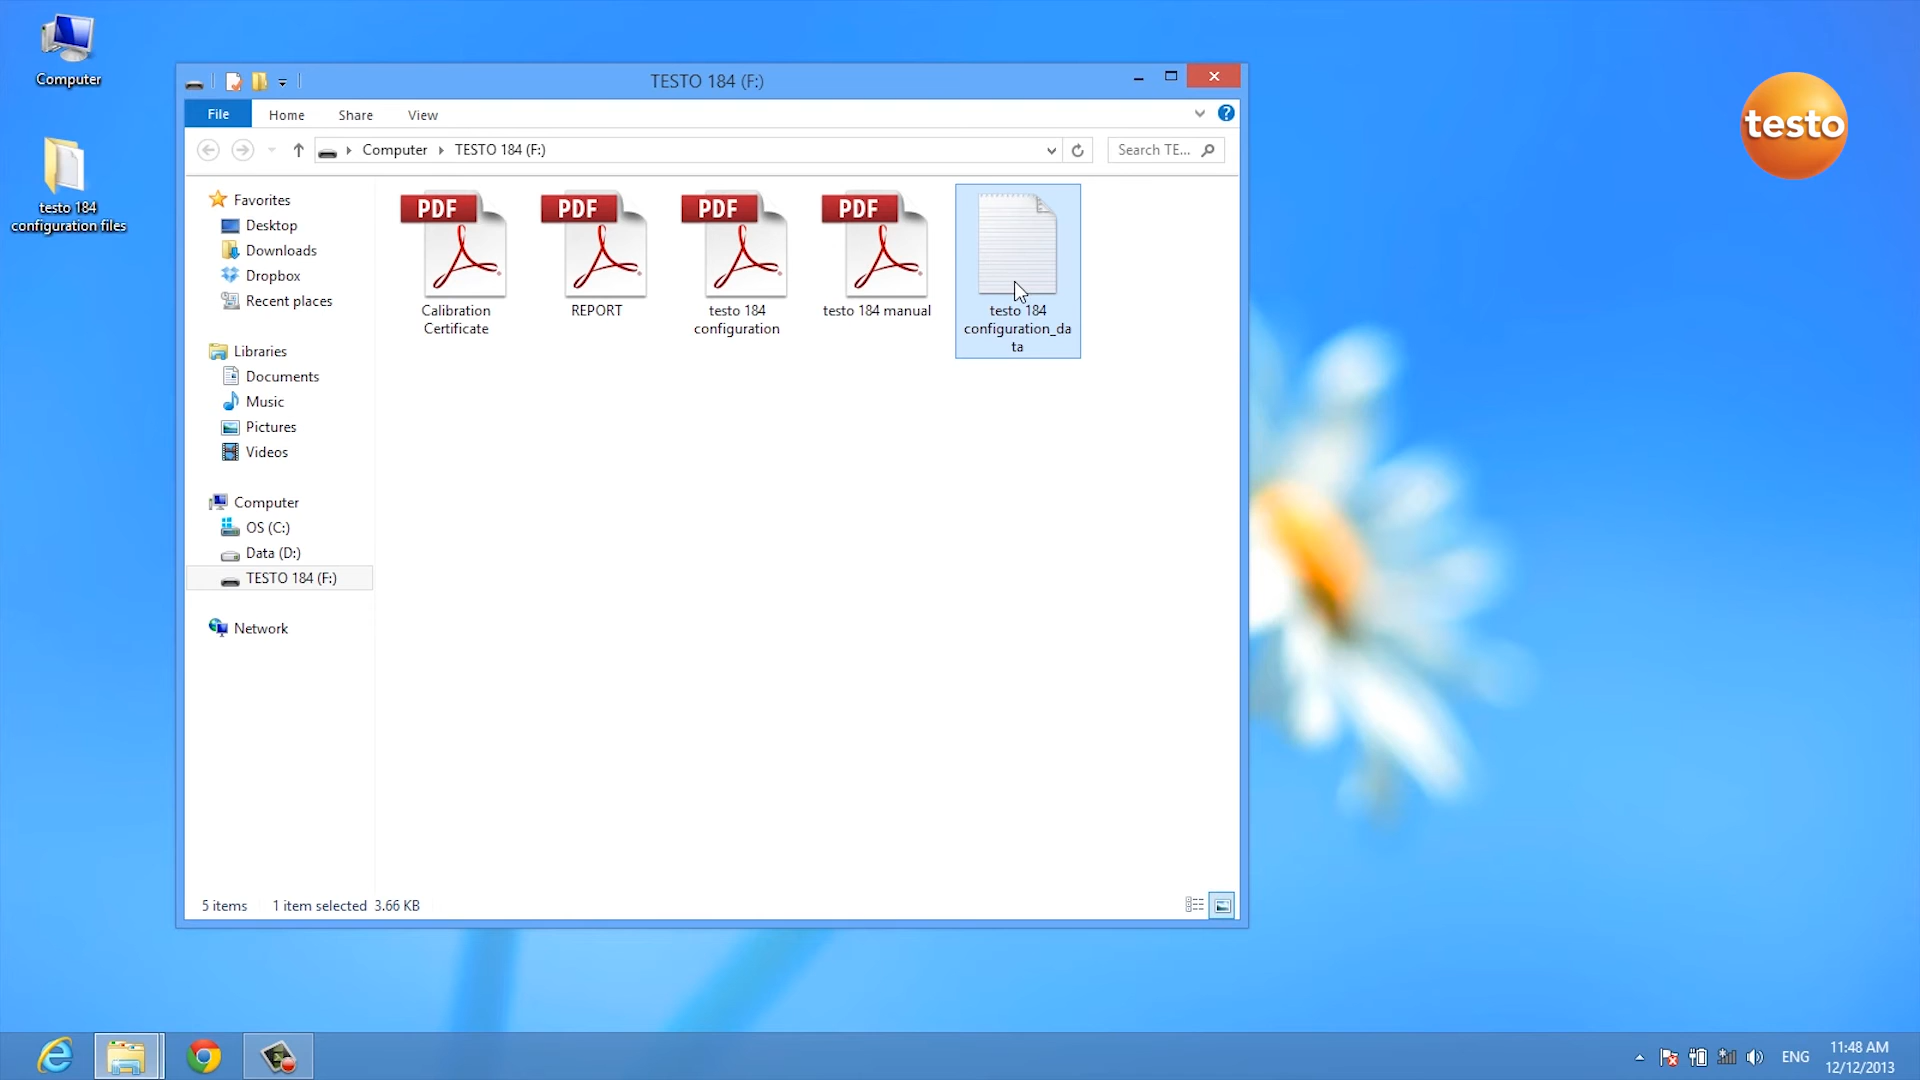 Computer
testo 184
configuration files
TESTO 184 (F:)
File
Home
Share
View
Computer
TESTO 184 (F:)
Search TE...
Favorites
Desktop
Downloads
Dropbox
Recent places
Libraries
Documents
Music
Pictures
Videos
Computer
OS (C:)
Data (D:)
TESTO 184 (F:)
Network
PDF
Calibration
Certificate
PDF
REPORT
PDF
testo 184
configuration
PDF
testo 184 manual
testo 184
configuration_da
ta
5 items
1 item selected 3.66 KB
testo
ENG
11:48 AM
12/12/2013